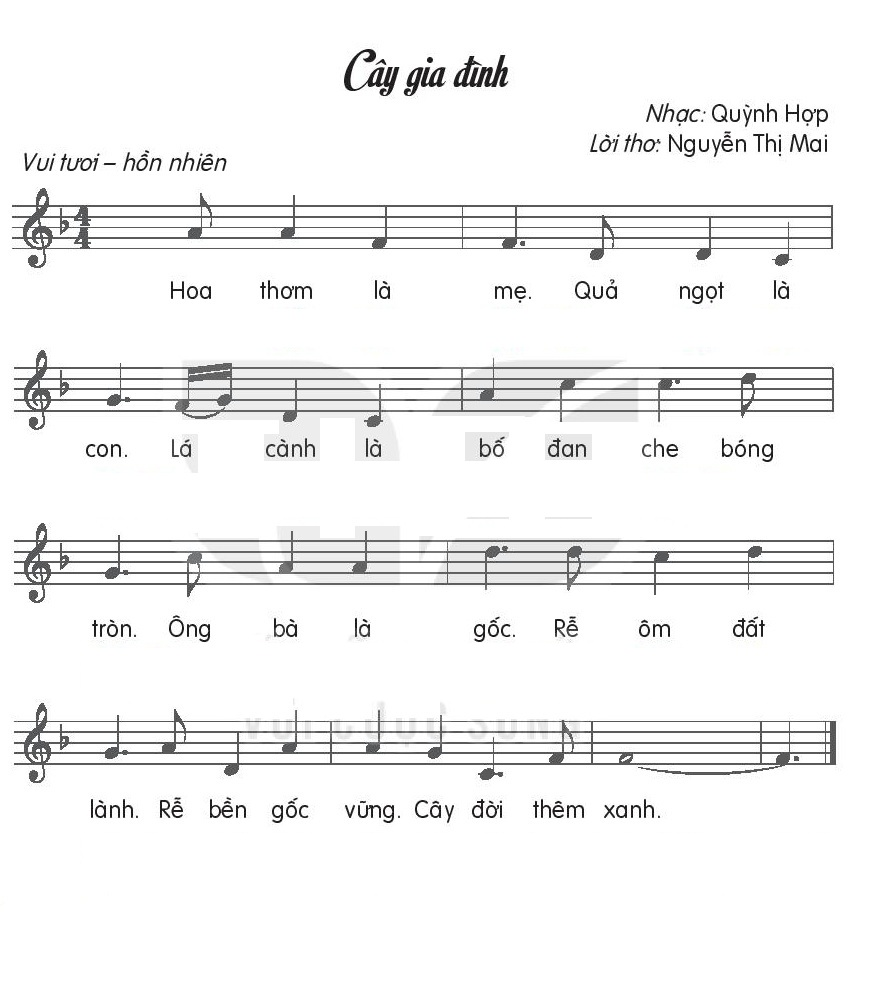 Cây gia đình
Nhạc: Quỳnh Hợp
Lời thơ: Nguyễn Thị Mai
Vui tươi – hồn nhiên
4
4
Hoa thơm là mẹ. Quả ngọt là
con. Lá cành là bố đan che bóng
tròn. Ông bà là gốc. Rễ ôm đất
lành. Rễ bền gốc vững. Cây đời thêm xanh.